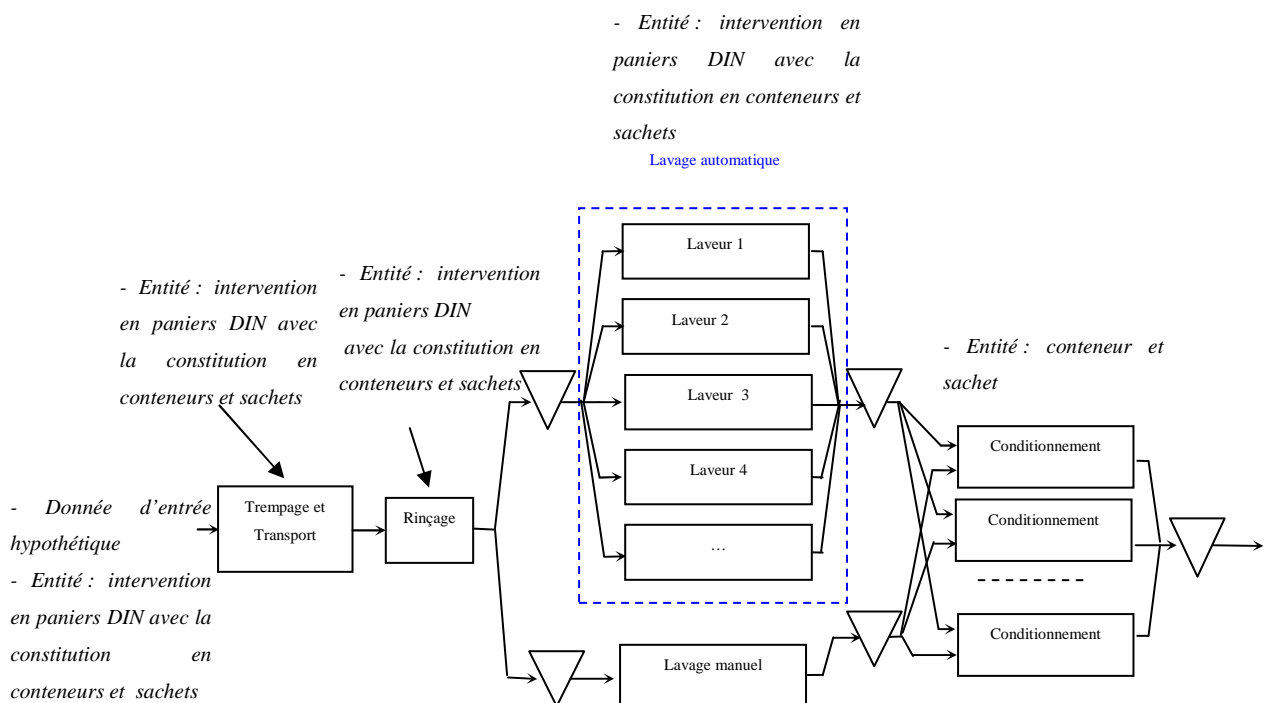 - Entité : intervention en
paniers DIN avec la
constitution en conteneurs et
sachets
Lavage automatique
- Entité : intervention
en paniers DIN avec
la constitution en
conteneurs et sachets
- Entité : intervention
en paniers DIN
avec la constitution en
conteneurs et sachets
Laveur 1
Laveur 2
Laveur 3
Laveur 4
…
- Entité : conteneur et
sachet
Conditionnement
Conditionnement
Conditionnement
- Donnée d'entrée
hypothétique
- Entité : intervention
en paniers DIN avec la
constitution en
conteneurs et sachets
Trempage et
Transport
Rinçage
Lavage manuel